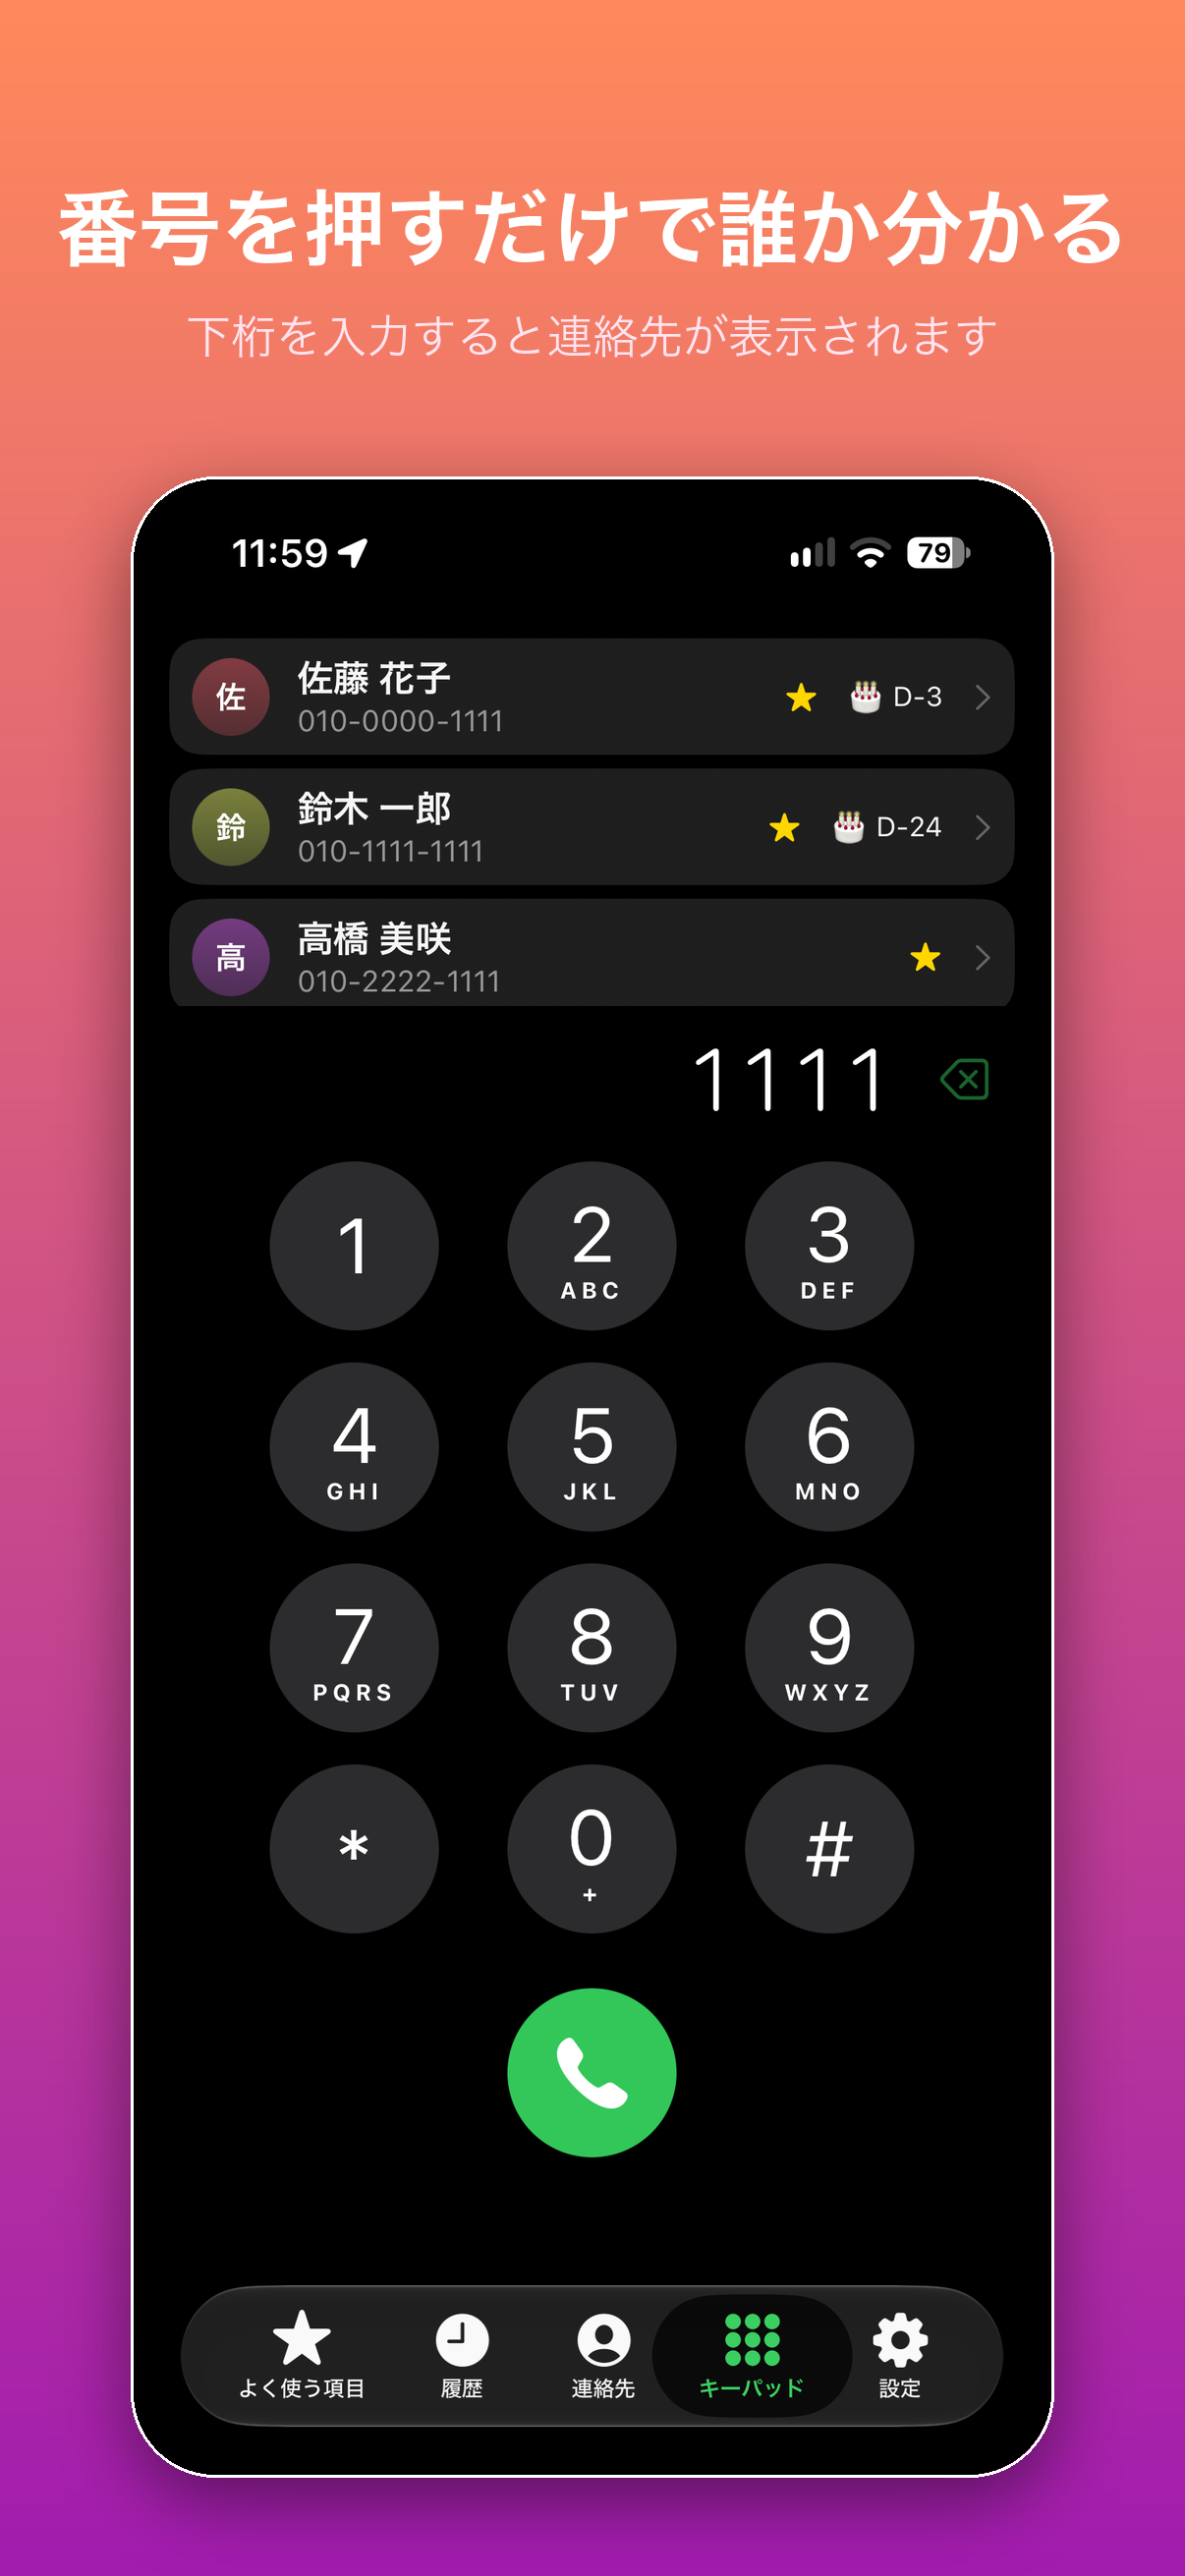 番号を押すだけで誰か分かる
下桁を入力すると連絡先が表示されます
11:59
79
佐
佐藤 花子
010-0000-1111
D-3
鈴
鈴木 一郎
010-1111-1111
D-24
高
高橋 美咲
010-2222-1111
1111
1
2
3
ABC
DEF
4
5
6
GHI
JKL
MNO
7
8
9
PQRS
TUV
WXYZ
*
0
#
+
よく使う項目
履歴
連絡先
キーパッド
設定